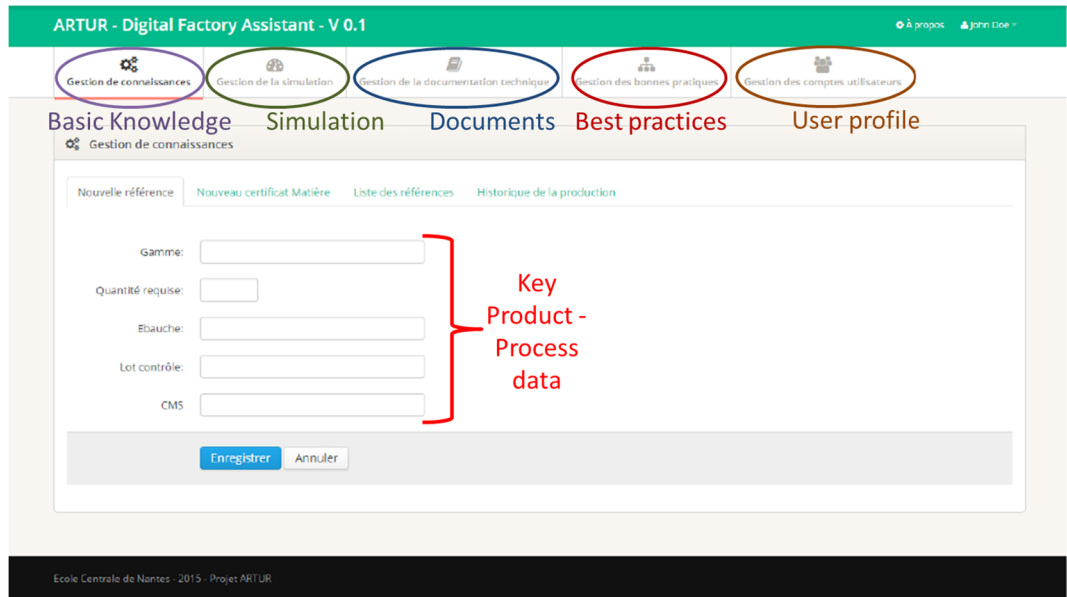 ARTUR - Digital Factory Assistant - V 0.1
À propos
John Doe
Gestion de connaissances
Gestion de la simulation
Gestion de la documentation technique
Gestion des bonnes pratiques
Gestion des comptes utilisateurs
Basic Knowledge
Simulation
Documents
Best practices
User profile
Gestion de connaissances
Nouvelle référence
Nouveau certificat Matière
Liste des références
Historique de la production
Gamme:
Quantité requise:
Ebauche:
Lot contrôle:
CMS
Key
Product -
Process
data
Enregistrer
Annuler
Ecole Centrale de Nantes - 2015 - Projet ARTUR